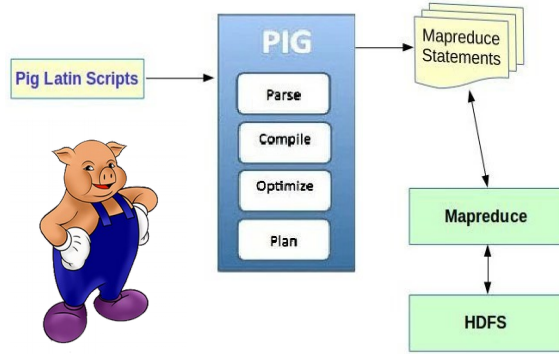 Pig Latin Scripts
PIG
Parse
Compile
Optimize
Plan
Mapreduce
Statements
Mapreduce
HDFS